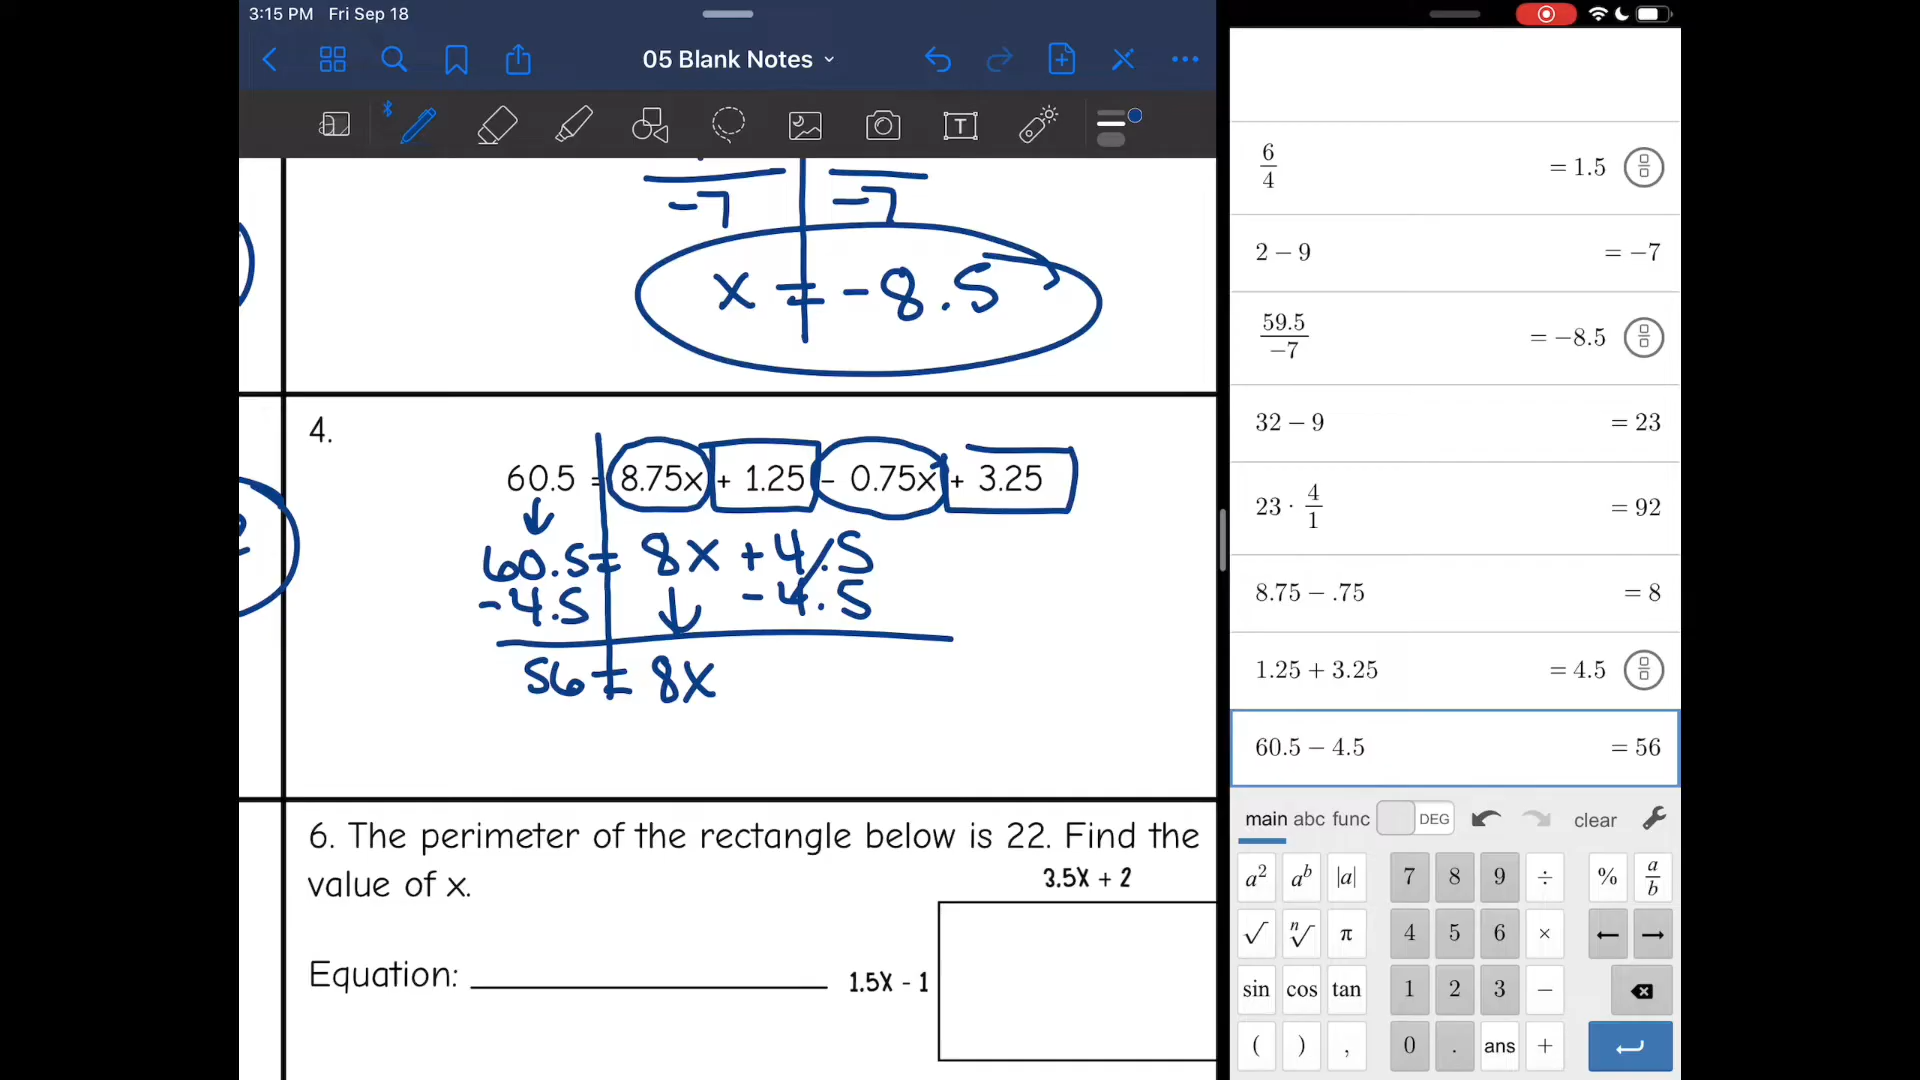 3:15 PM Fri Sep 18
05 Blank Notes
-7 -7
x = -8.5
4.
60.5 = 8.75x + 1.25 - 0.75x + 3.25
60.5 = 8x + 4.5
-4.5 -4.5
56 = 8x
6. The perimeter of the rectangle below is 22. Find the
value of x.
3.5X + 2
Equation: ____________
1.5X - 1
6/4 = 1.5
2 − 9 = −7
59.5/−7 = −8.5
32 − 9 = 23
23 · 4/1 = 92
8.75 − .75 = 8
1.25 + 3.25 = 4.5
60.5 − 4.5 = 56
main abc func DEG clear
a² aᵇ |a| 7 8 9 ÷ % a/b
√ ⁿ√ π 4 5 6 × ← →
sin cos tan 1 2 3 −
( ) , 0 . ans +